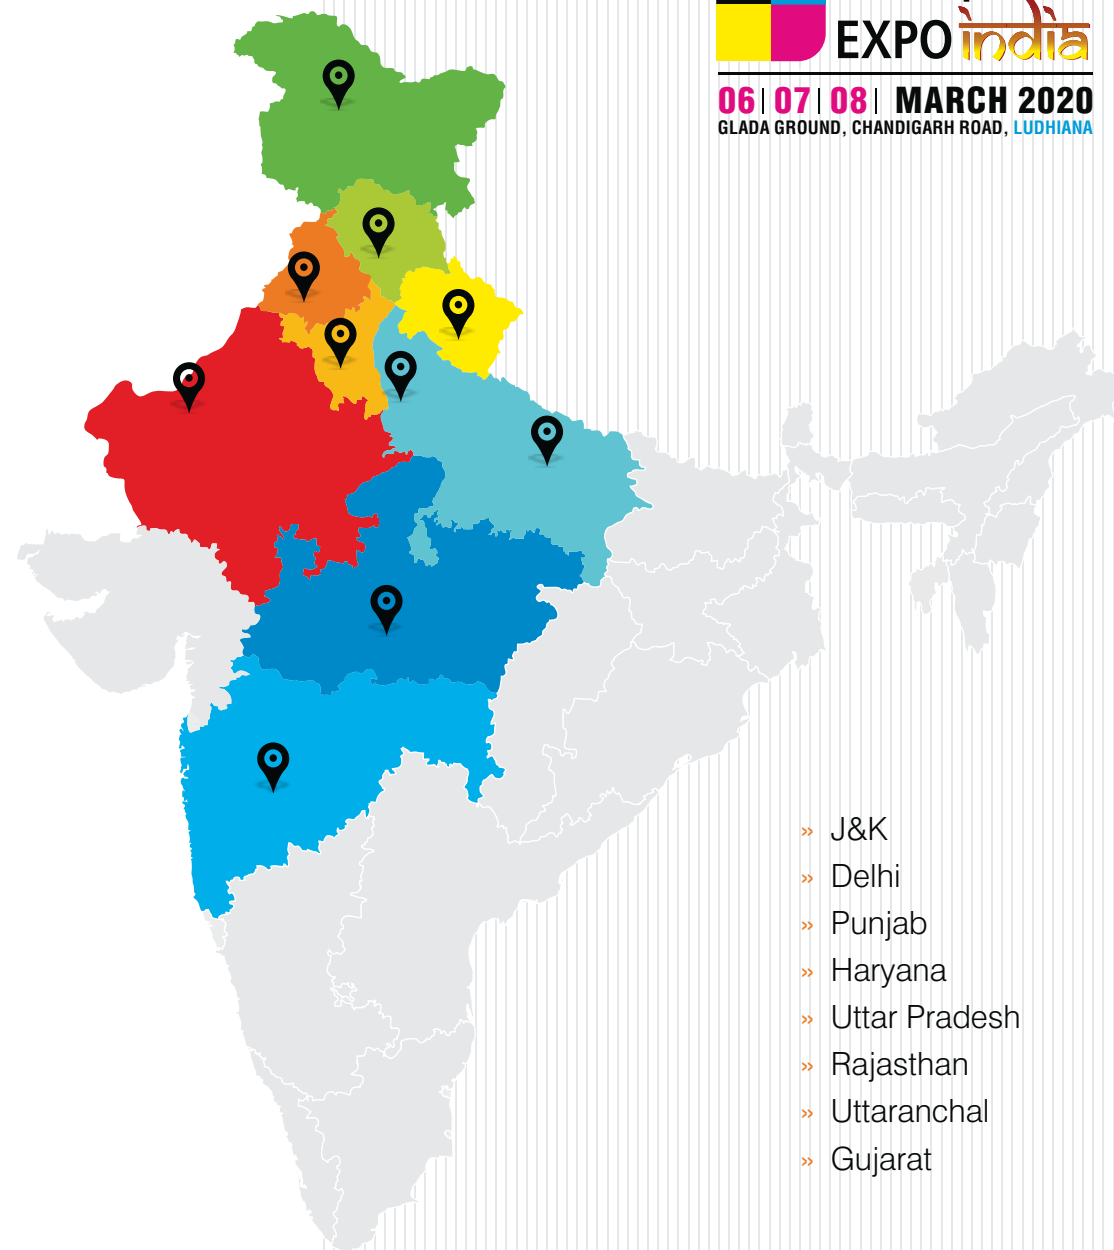 EXPO india
06 | 07 | 08 | MARCH 2020
GLADA GROUND, CHANDIGARH ROAD, LUDHIANA
» J&K
» Delhi
» Punjab
» Haryana
» Uttar Pradesh
» Rajasthan
» Uttaranchal
» Gujarat